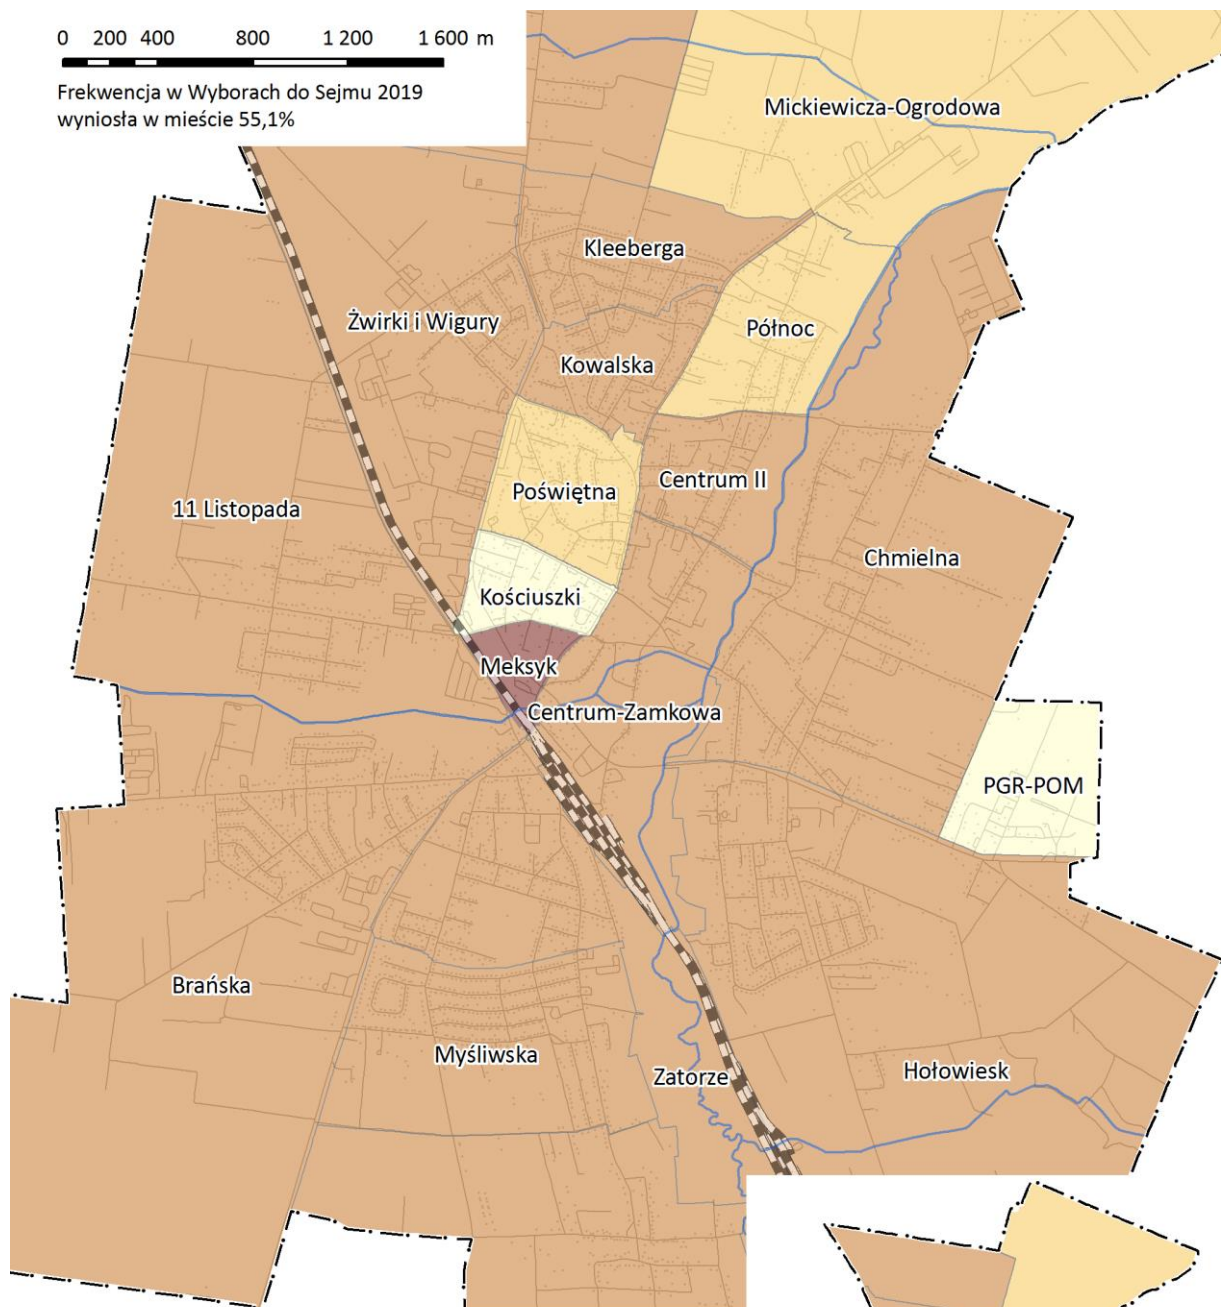 0 200 400 800 1 200 1 600 m
Frekwencja w Wyborach do Sejmu 2019
wyniosła w mieście 55,1%
Mickiewicza-Ogrodowa
Kleeberga
Żwirki i Wigury
Północ
Kowalska
Poświętna
Centrum II
11 Listopada
Chmielna
Kościuszki
Meksyk
Centrum-Zamkowa
PGR-POM
Brańska
Myśliwska
Zatorze
Hołowiesk